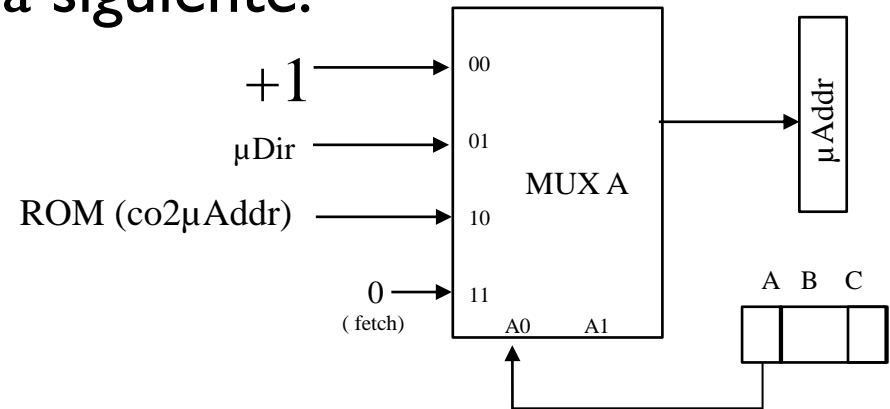 a siguiente:
+1
00
µDir
01
ROM (co2µAddr)
10
0
( fetch)
11
MUX A
A0 A1
µAddr
A B C